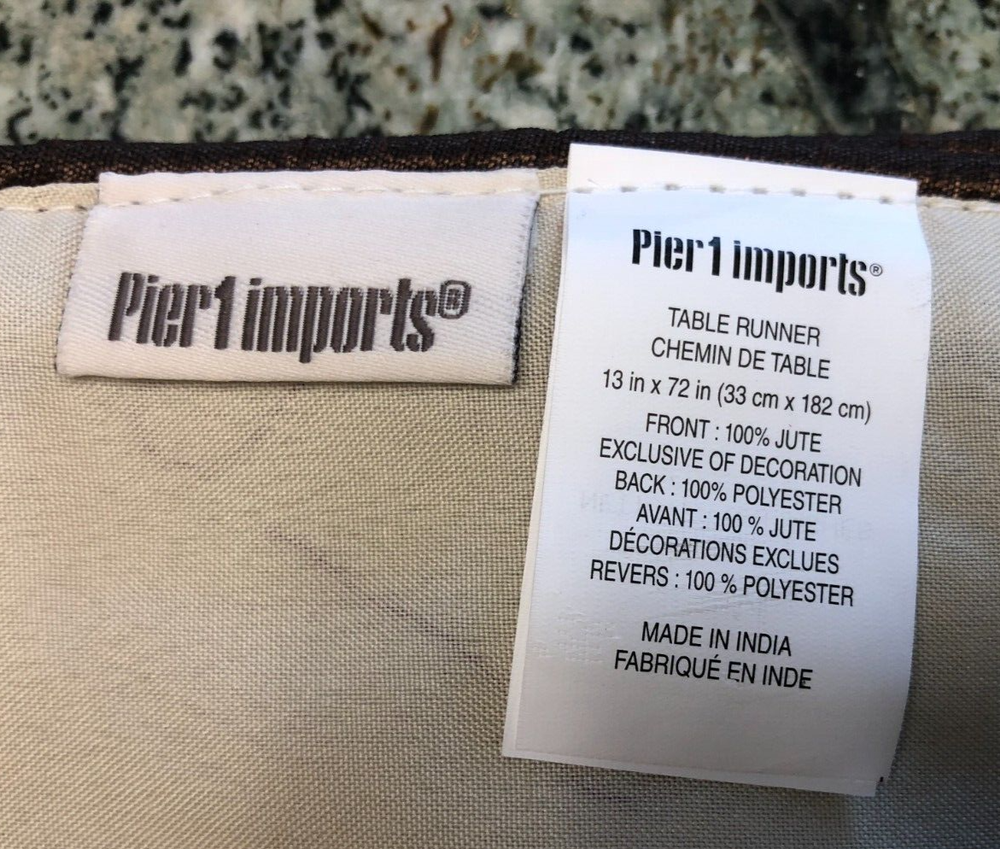 Pier1 imports®
Pier1 imports®
TABLE RUNNER
CHEMIN DE TABLE
13 in x 72 in (33 cm x 182 cm)
FRONT : 100% JUTE
EXCLUSIVE OF DECORATION
BACK : 100% POLYESTER
AVANT : 100 % JUTE
DÉCORATIONS EXCLUES
REVERS : 100 % POLYESTER
MADE IN INDIA
FABRIQUÉ EN INDE